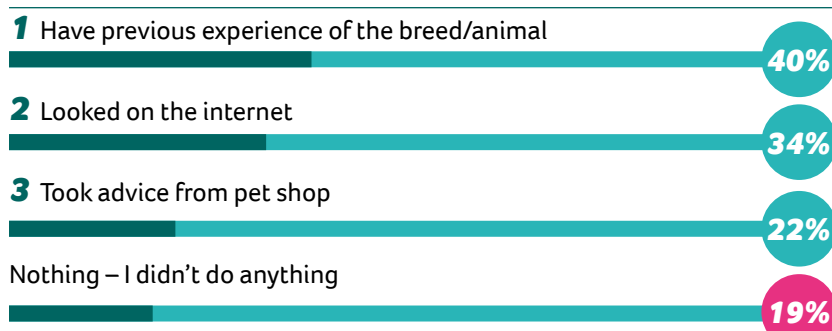 1 Have previous experience of the breed/animal
40%
2 Looked on the internet
34%
3 Took advice from pet shop
22%
Nothing – I didn’t do anything
19%